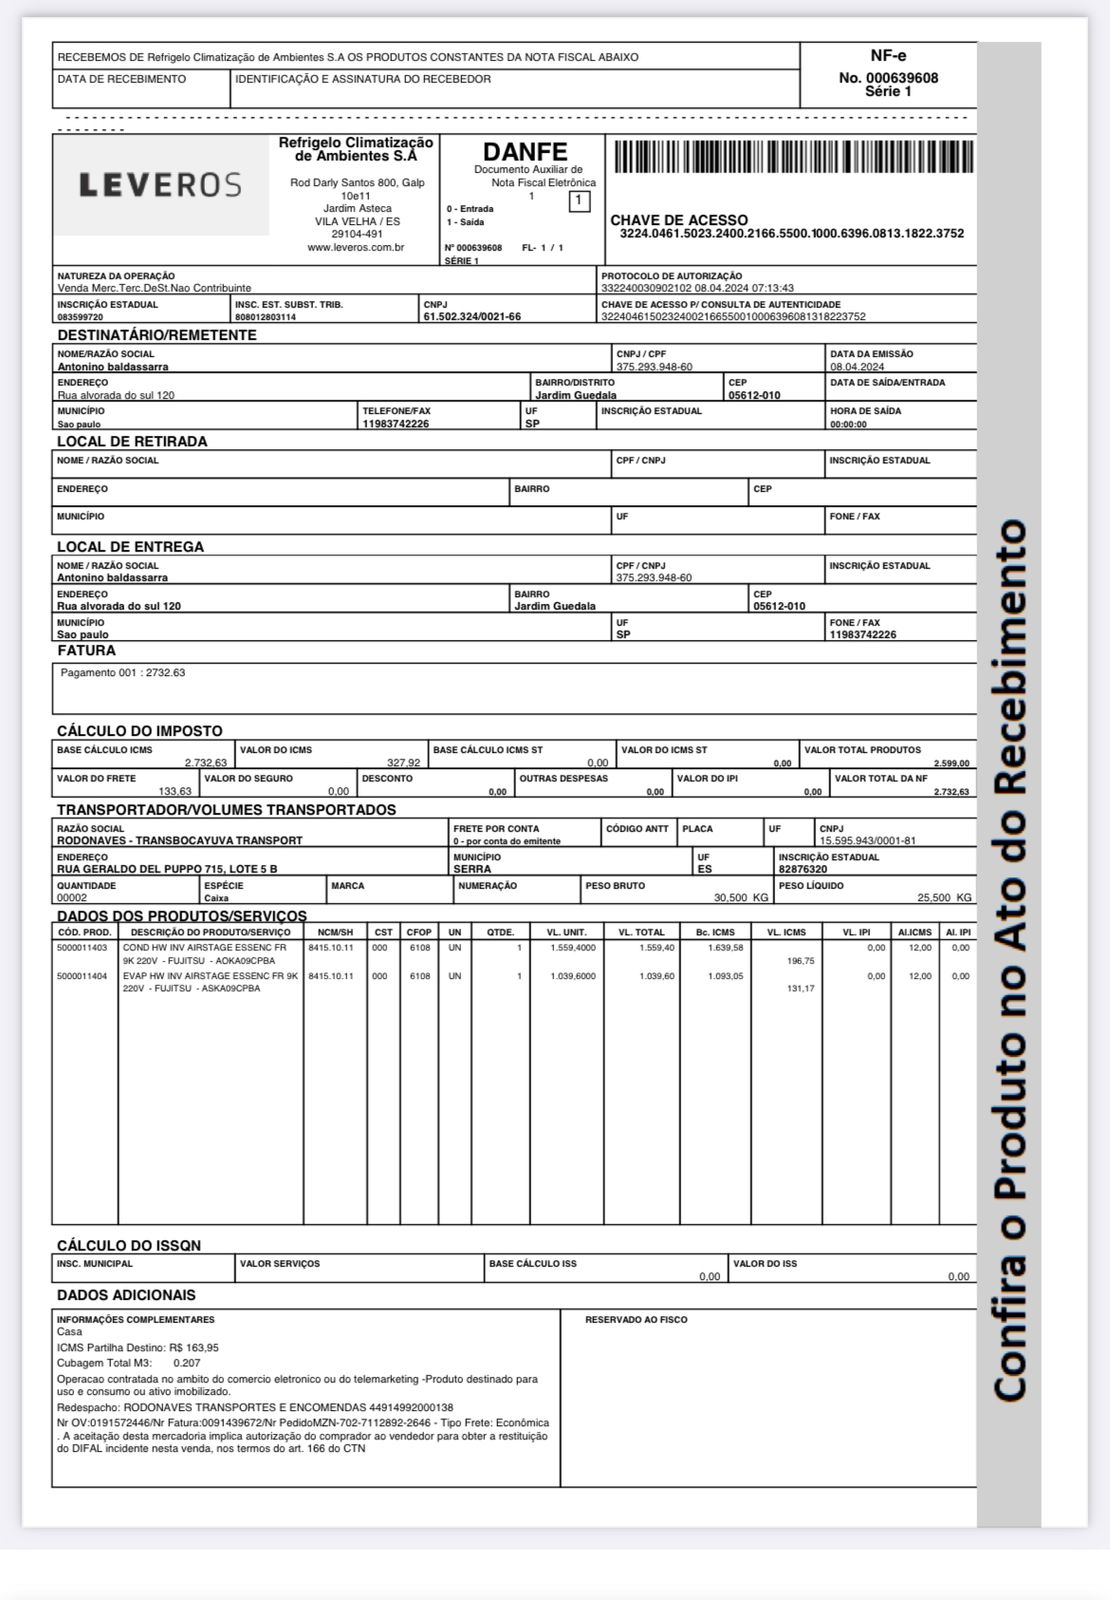 RECEBEMOS DE Refrigelo Climatização de Ambientes S.A OS PRODUTOS CONSTANTES DA NOTA FISCAL ABAIXO
NF-e
No. 000639608
Série 1
DATA DE RECEBIMENTO
IDENTIFICAÇÃO E ASSINATURA DO RECEBEDOR
LEVEROS
Refrigelo Climatização
de Ambientes S.A
Rod Darly Santos 800, Galp
10e11
Jardim Asteca
VILA VELHA / ES
29104-491
www.leveros.com.br
DANFE
Documento Auxiliar de
Nota Fiscal Eletrônica
1
0 - Entrada
1 - Saída
1
Nº 000639608 FL- 1 / 1
SÉRIE 1
CHAVE DE ACESSO
3224.0461.5023.2400.2166.5500.1000.6396.0813.1822.3752
NATUREZA DA OPERAÇÃO
Venda Merc.Terc.DeSt.Nao Contribuinte
PROTOCOLO DE AUTORIZAÇÃO
332240030902102 08.04.2024 07:13:43
INSCRIÇÃO ESTADUAL
083599720
INSC. EST. SUBST. TRIB.
808012803114
CNPJ
61.502.324/0021-66
CHAVE DE ACESSO P/ CONSULTA DE AUTENTICIDADE
32240461502324002166550010006396081318223752
DESTINATÁRIO/REMETENTE
NOME/RAZÃO SOCIAL
Antonino baldassarra
CNPJ / CPF
375.293.948-60
DATA DA EMISSÃO
08.04.2024
ENDEREÇO
Rua alvorada do sul 120
BAIRRO/DISTRITO
Jardim Guedala
CEP
05612-010
DATA DE SAÍDA/ENTRADA
MUNICÍPIO
Sao paulo
TELEFONE/FAX
11983742226
UF
SP
INSCRIÇÃO ESTADUAL
HORA DE SAÍDA
00:00:00
LOCAL DE RETIRADA
NOME / RAZÃO SOCIAL
CPF / CNPJ
INSCRIÇÃO ESTADUAL
ENDEREÇO
BAIRRO
CEP
MUNICÍPIO
UF
FONE / FAX
LOCAL DE ENTREGA
NOME / RAZÃO SOCIAL
Antonino baldassarra
CPF / CNPJ
375.293.948-60
INSCRIÇÃO ESTADUAL
ENDEREÇO
Rua alvorada do sul 120
BAIRRO
Jardim Guedala
CEP
05612-010
MUNICÍPIO
Sao paulo
UF
SP
FONE / FAX
11983742226
FATURA
Pagamento 001 : 2732.63
CÁLCULO DO IMPOSTO
BASE CÁLCULO ICMS
2.732,63
VALOR DO ICMS
327,92
BASE CÁLCULO ICMS ST
0,00
VALOR DO ICMS ST
0,00
VALOR TOTAL PRODUTOS
2.599,00
VALOR DO FRETE
133,63
VALOR DO SEGURO
0,00
DESCONTO
0,00
OUTRAS DESPESAS
0,00
VALOR DO IPI
0,00
VALOR TOTAL DA NF
2.732,63
TRANSPORTADOR/VOLUMES TRANSPORTADOS
RAZÃO SOCIAL
RODONAVES - TRANSBOCAYUVA TRANSPORT
FRETE POR CONTA
0 - por conta do emitente
CÓDIGO ANTT
PLACA
UF
CNPJ
15.595.943/0001-81
ENDEREÇO
RUA GERALDO DEL PUPPO 715, LOTE 5 B
MUNICÍPIO
SERRA
UF
ES
INSCRIÇÃO ESTADUAL
82876320
QUANTIDADE
00002
ESPÉCIE
Caixa
MARCA
NUMERAÇÃO
PESO BRUTO
30,500 KG
PESO LÍQUIDO
25,500 KG
DADOS DOS PRODUTOS/SERVIÇOS
CÓD. PROD. DESCRIÇÃO DO PRODUTO/SERVIÇO NCM/SH CST CFOP UN QTDE. VL. UNIT. VL. TOTAL Bc. ICMS VL. ICMS VL. IPI Al.ICMS Al. IPI
5000011403 COND HW INV AIRSTAGE ESSENC FR 8415.10.11 000 6108 UN 1 1.559,4000 1.559,40 1.639,58 0,00 12,00 0,00
9K 220V - FUJITSU - AOKA09CPBA 196,75
5000011404 EVAP HW INV AIRSTAGE ESSENC FR 9K 8415.10.11 000 6108 UN 1 1.039,6000 1.039,60 1.093,05 0,00 12,00 0,00
220V - FUJITSU - ASKA09CPBA 131,17
CÁLCULO DO ISSQN
INSC. MUNICIPAL
VALOR SERVIÇOS
BASE CÁLCULO ISS
0,00
VALOR DO ISS
0,00
DADOS ADICIONAIS
INFORMAÇÕES COMPLEMENTARES
Casa
ICMS Partilha Destino: R$ 163,95
Cubagem Total M3: 0.207
Operacao contratada no ambito do comercio eletronico ou do telemarketing -Produto destinado para
uso e consumo ou ativo imobilizado.
Redespacho: RODONAVES TRANSPORTES E ENCOMENDAS 44914992000138
Nr OV:0191572446/Nr Fatura:0091439672/Nr PedidoMZN-702-7112892-2646 - Tipo Frete: Econômica
. A aceitação desta mercadoria implica autorização do comprador ao vendedor para obter a restituição
do DIFAL incidente nesta venda, nos termos do art. 166 do CTN
RESERVADO AO FISCO
Confira o Produto no Ato do Recebimento